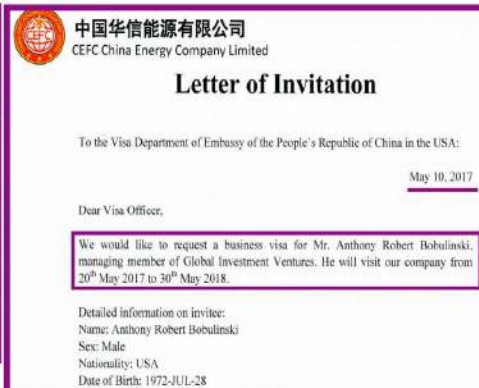 中国华信能源有限公司
CEFC China Energy Company Limited
Letter of Invitation
To the Visa Department of Embassy of the People's Republic of China in the USA:
May 10, 2017
Dear Visa Officer,
We would like to request a business visa for Mr. Anthony Robert Bobulinski,
managing member of Global Investment Ventures. He will visit our company from
20th May 2017 to 30th May 2018.
Detailed information on invitee:
Name: Anthony Robert Bobulinski
Sex: Male
Nationality: USA
Date of Birth: 1972-JUL-28